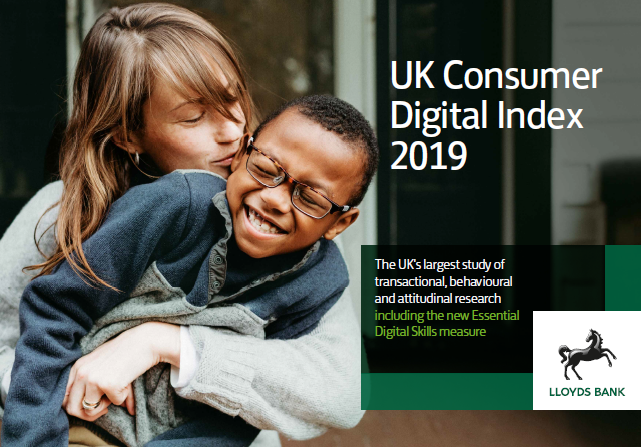 UK Consumer
Digital Index
2019
The UK's largest study of
transactional, behavioural
and attitudinal research
including the new Essential
Digital Skills measure
LLOYDS BANK